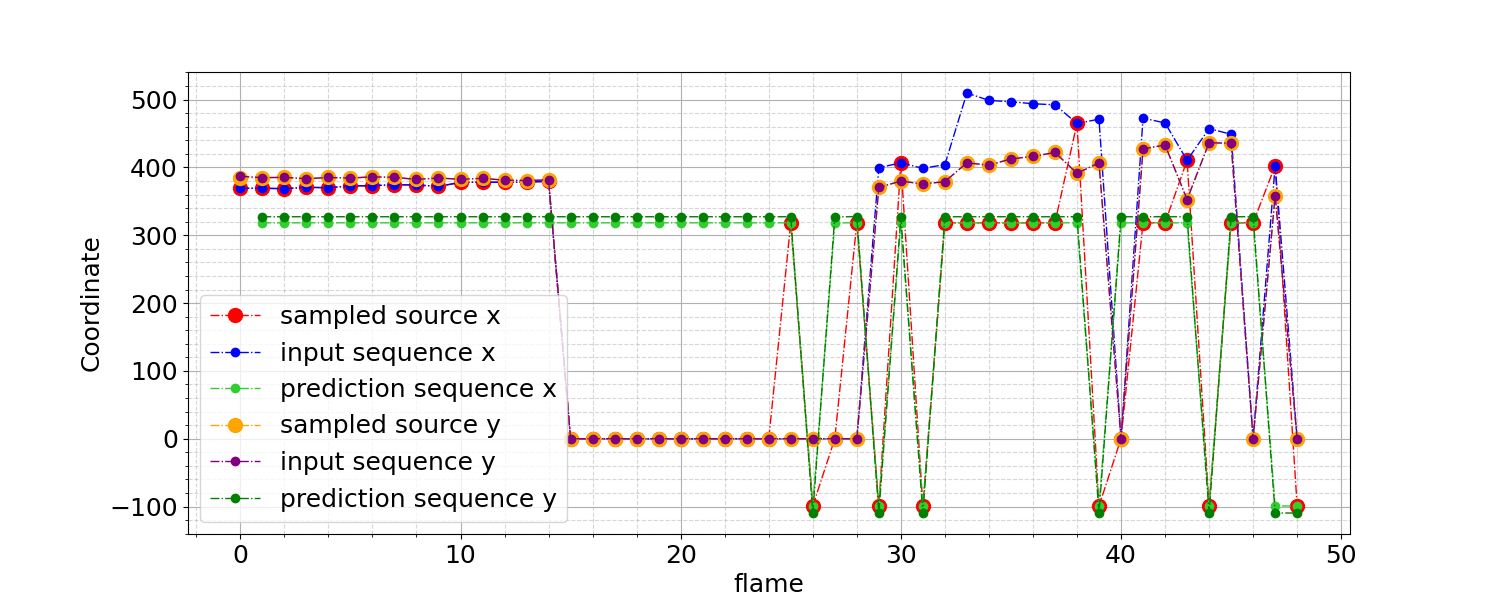 500
400
300
200
100
0
−100
Coordinate
sampled source x
input sequence x
prediction sequence x
sampled source y
input sequence y
prediction sequence y
0 10 20 30 40 50
flame